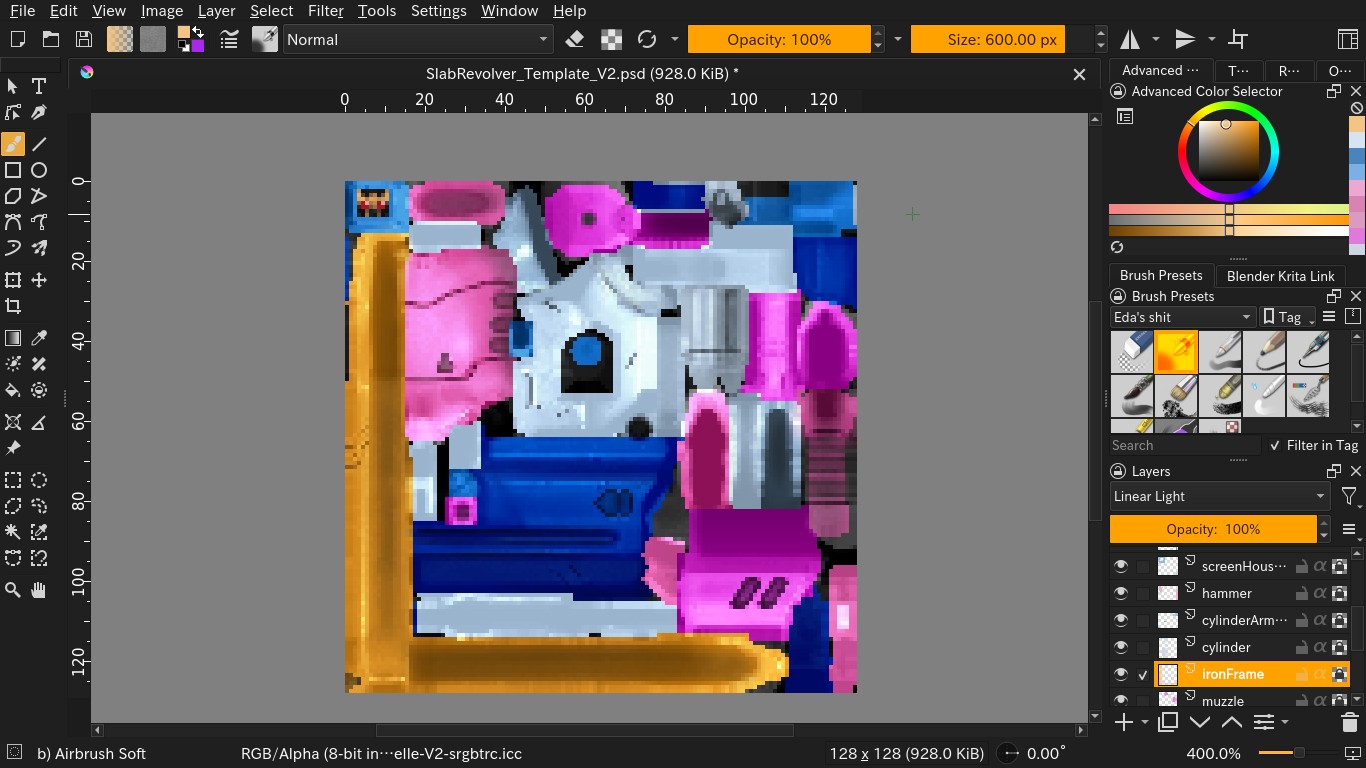 File Edit View Image Layer Select Filter Tools Settings Window Help
Normal
Opacity: 100%
Size: 600.00 px
SlabRevolver_Template_V2.psd (928.0 KiB) *
Advanced ··· T··· R··· O···
Advanced Color Selector
0 20 40 60 80 100 120
0
20
40
60
80
100
120
Brush Presets Blender Krita Link
Brush Presets
Eda's shit
Tag
Search
✓ Filter in Tag
Layers
Linear Light
Opacity: 100%
screenHous···
hammer
cylinderArm···
cylinder
ironFrame
muzzle
b) Airbrush Soft
RGB/Alpha (8-bit in···elle-V2-srgbtrc.icc
128 x 128 (928.0 KiB)
0.00°
400.0%